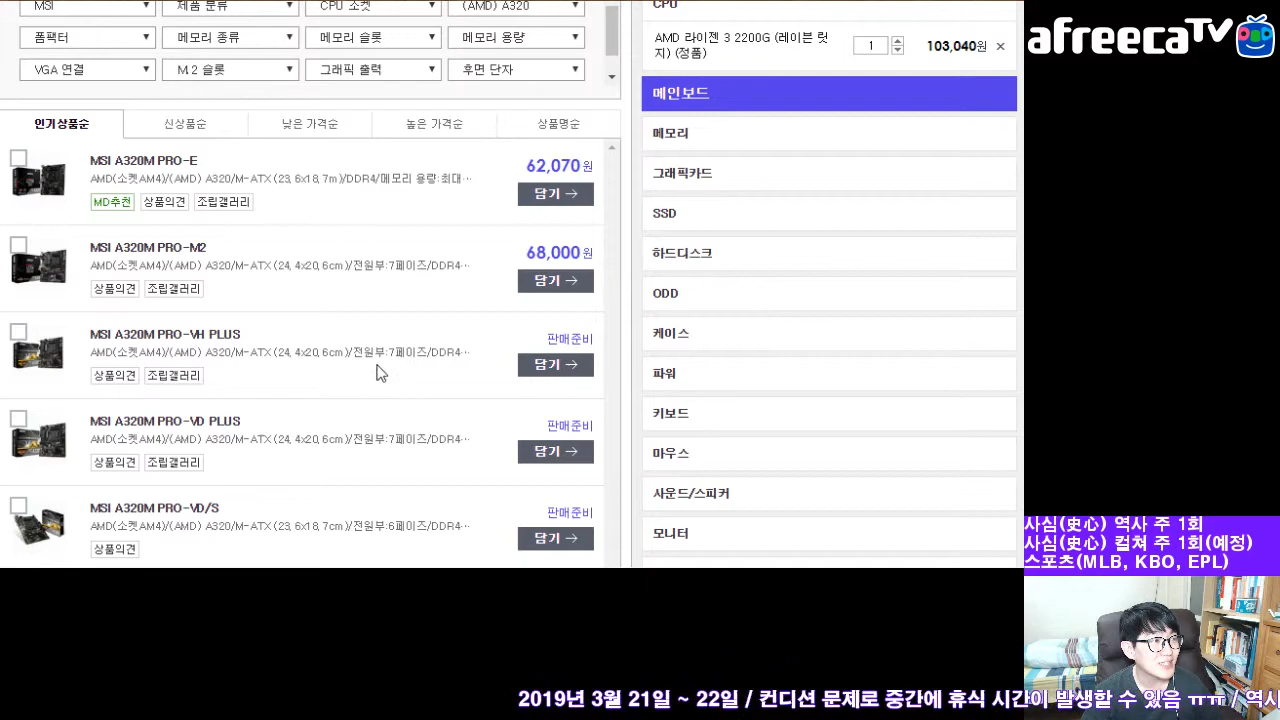 MSI
제품 분류
CPU 소켓
(AMD) A320
폼팩터
메모리 종류
메모리 슬롯
메모리 용량
VGA 연결
M.2 슬롯
그래픽 출력
후면 단자
인기상품순
신상품순
낮은 가격순
높은 가격순
상품명순
MSI A320M PRO-E
AMD(소켓AM4)/(AMD) A320/M-ATX (23, 6x18, 7m)/DDR4/메모리 용량:최대…
MD추천
상품의견
조립갤러리
62,070원
담기 →
MSI A320M PRO-M2
AMD(소켓AM4)/(AMD) A320/M-ATX (24, 4x20, 6cm)/전원부:7페이즈/DDR4…
상품의견
조립갤러리
68,000원
담기 →
MSI A320M PRO-VH PLUS
AMD(소켓AM4)/(AMD) A320/M-ATX (24, 4x20, 6cm)/전원부:7페이즈/DDR4…
상품의견
조립갤러리
판매준비
담기 →
MSI A320M PRO-VD PLUS
AMD(소켓AM4)/(AMD) A320/M-ATX (24, 4x20, 6cm)/전원부:7페이즈/DDR4…
상품의견
조립갤러리
판매준비
담기 →
MSI A320M PRO-VD/S
AMD(소켓AM4)/(AMD) A320/M-ATX (23, 6x18, 7cm)/전원부:6페이즈/DDR4…
상품의견
판매준비
담기 →
CPU
AMD 라이젠 3 2200G (레이븐 릿
지) (정품)
1
103,040원 ×
메인보드
메모리
그래픽카드
SSD
하드디스크
ODD
케이스
파워
키보드
마우스
사운드/스피커
모니터
afreecaTV
사심(史心) 역사 주 1회
사심(史心) 컬쳐 주 1회(예정)
스포츠(MLB, KBO, EPL)
2019년 3월 21일 ~ 22일 / 컨디션 문제로 중간에 휴식 시간이 발생할 수 있음 ㅠㅠ / 역사